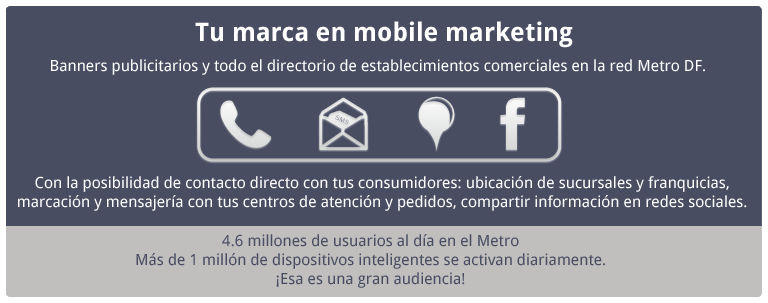 Tu marca en mobile marketing
Banners publicitarios y todo el directorio de establecimientos comerciales en la red Metro DF.
SMS
Con la posibilidad de contacto directo con tus consumidores: ubicación de sucursales y franquicias,
marcación y mensajería con tus centros de atención y pedidos, compartir información en redes sociales.
4.6 millones de usuarios al día en el Metro
Más de 1 millón de dispositivos inteligentes se activan diariamente.
¡Esa es una gran audiencia!